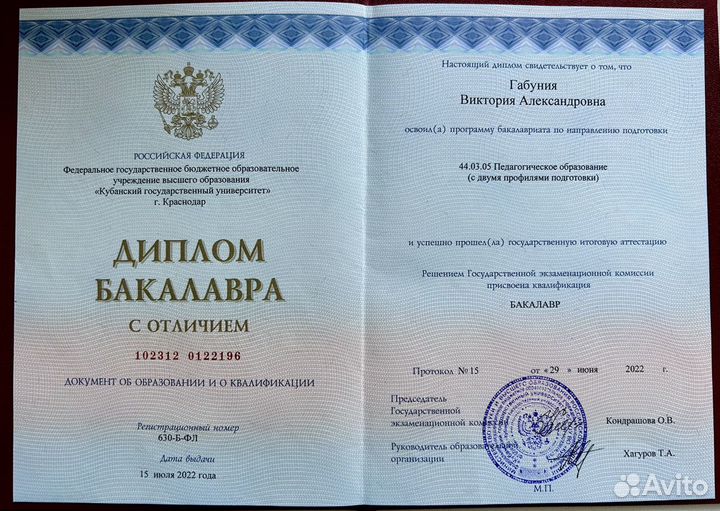 РОССИЙСКАЯ ФЕДЕРАЦИЯ
Федеральное государственное бюджетное образовательное
учреждение высшего образования
«Кубанский государственный университет»
г. Краснодар
ДИПЛОМ
БАКАЛАВРА
С ОТЛИЧИЕМ
102312 0122196
ДОКУМЕНТ ОБ ОБРАЗОВАНИИ И О КВАЛИФИКАЦИИ
Регистрационный номер
630-Б-ФЛ
Дата выдачи
15 июля 2022 года
Настоящий диплом свидетельствует о том, что
Габуния
Виктория Александровна
освоил(а) программу бакалавриата по направлению подготовки
44.03.05 Педагогическое образование
(с двумя профилями подготовки)
и успешно прошел(ла) государственную итоговую аттестацию
Решением Государственной экзаменационной комиссии
присвоена квалификация
БАКАЛАВР
Протокол № 15 от «29» июня 2022 г.
Председатель
Государственной
экзаменационной комиссии Кондрашова О.В.
Руководитель образовательной
организации Хагуров Т.А.
М.П.
Avito